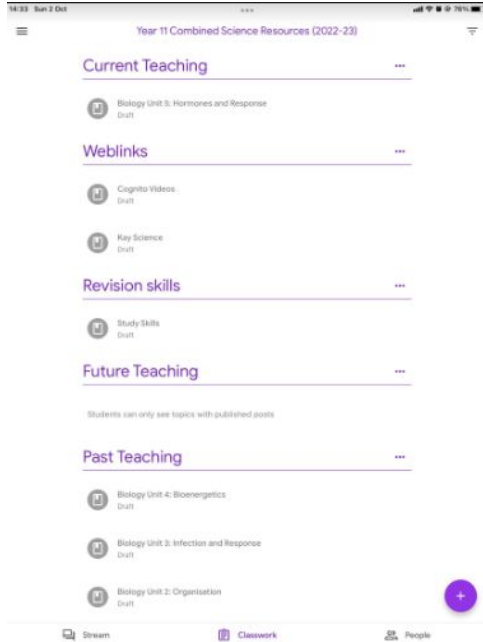 14:33 Sun 2 Oct
76%
Year 11 Combined Science Resources (2022-23)
Current Teaching
Biology Unit 5: Hormones and Response
Draft
Weblinks
Cognito Videos
Draft
Key Science
Draft
Revision skills
Study Skills
Draft
Future Teaching
Students can only see topics with published posts
Past Teaching
Biology Unit 4: Bioenergetics
Draft
Biology Unit 3: Infection and Response
Draft
Biology Unit 2: Organisation
Draft
Stream
Classwork
People